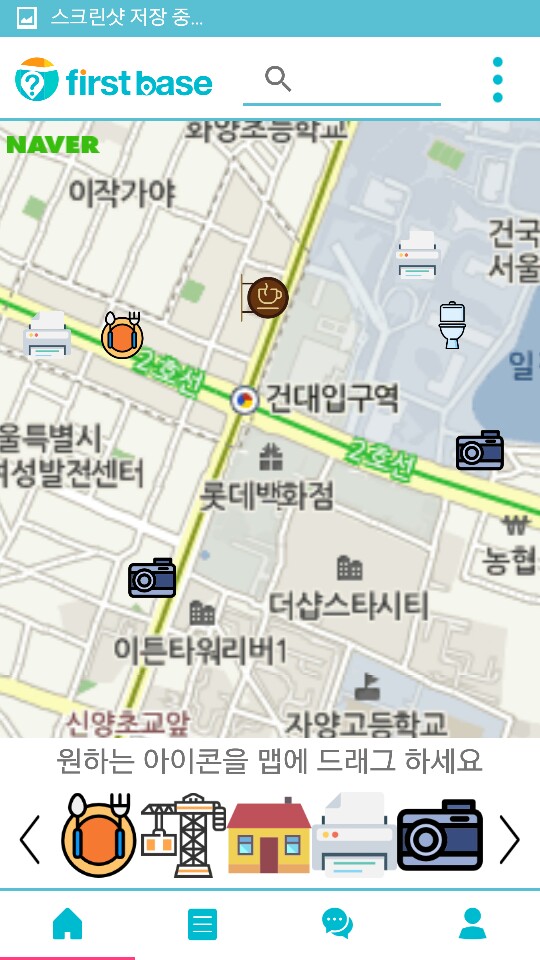 스크린샷 저장 중...
firstbase
NAVER
화양초등학교
이작가야
건국
서울
일
2호선
건대입구역
울특별시
여성발전센터
2호선
롯데백화점
₩
농협
더샵스타시티
이튼타워리버1
신양초교앞
자양고등학교
원하는 아이콘을 맵에 드래그 하세요